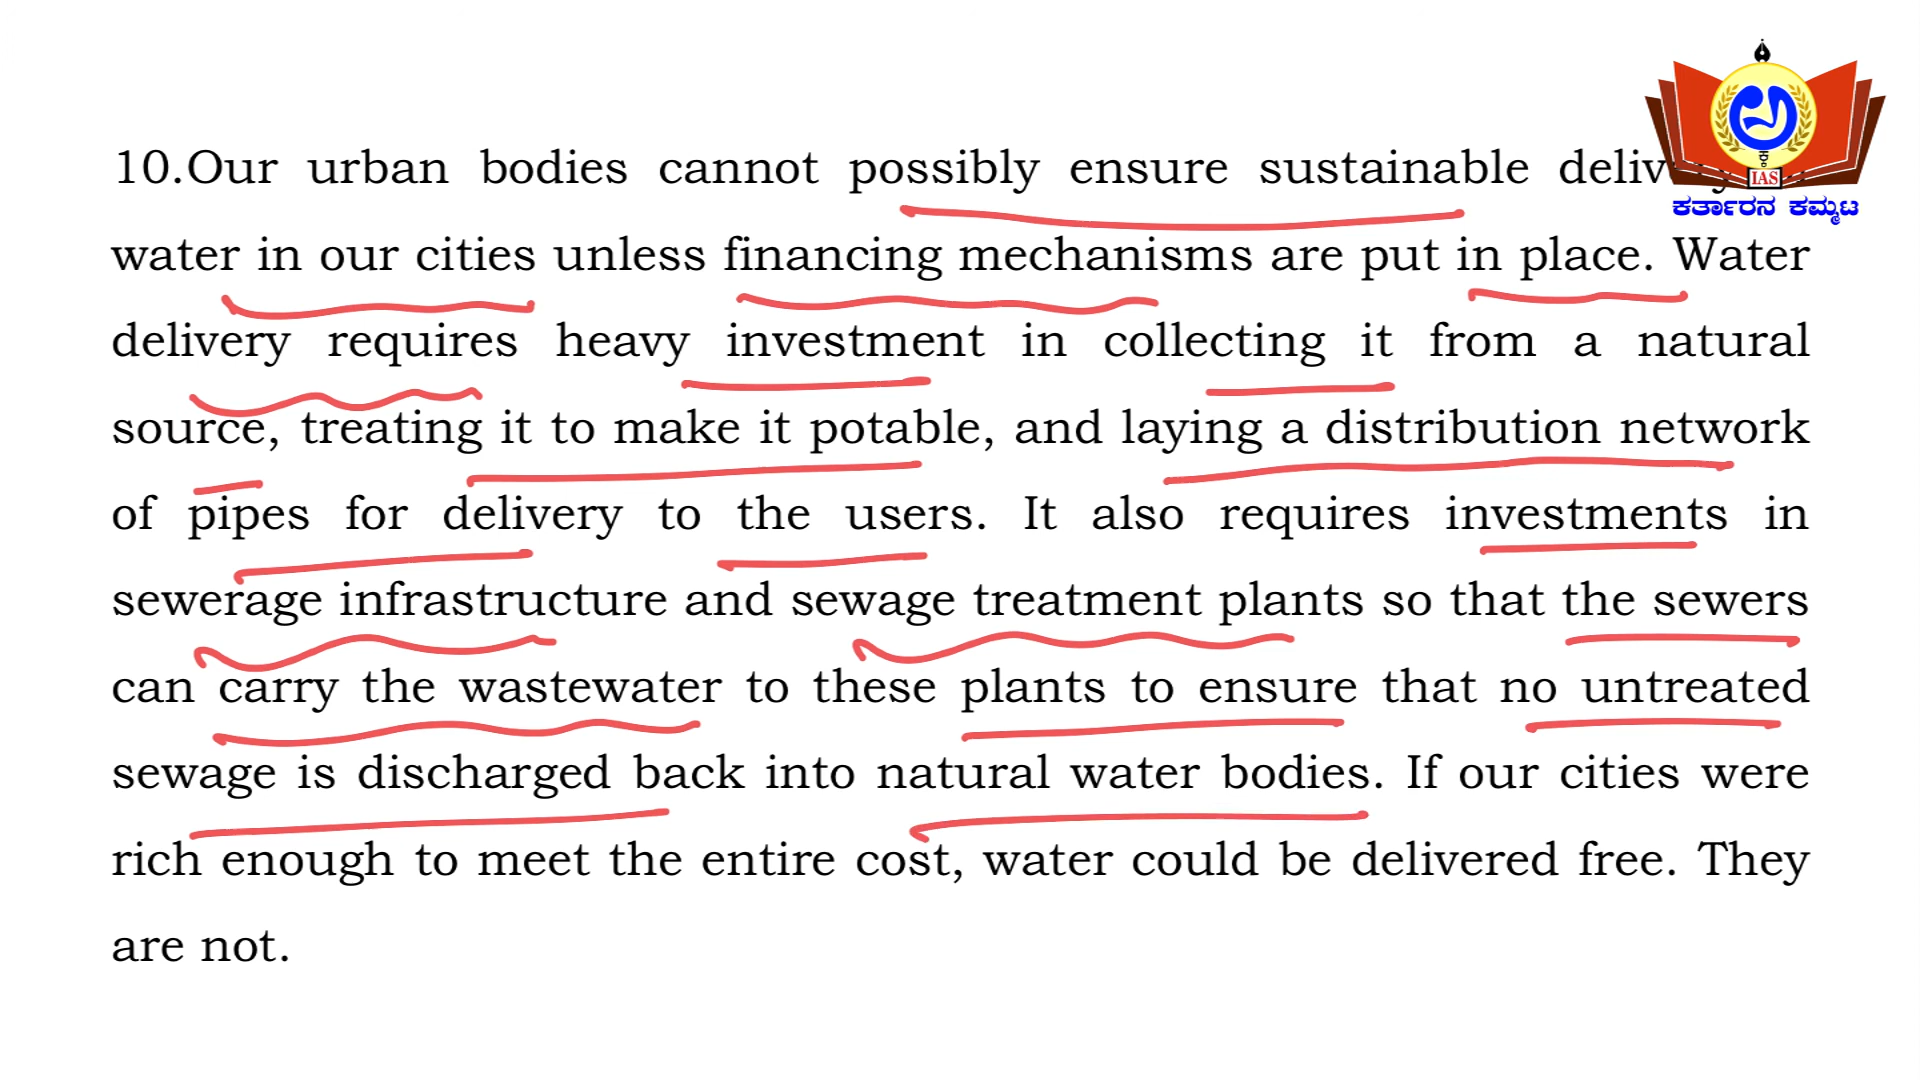 10.Our urban bodies cannot possibly ensure sustainable
water in our cities unless financing mechanisms are put in place. Water
delivery requires heavy investment in collecting it from a natural
source, treating it to make it potable, and laying a distribution network
of pipes for delivery to the users. It also requires investments in
sewerage infrastructure and sewage treatment plants so that the sewers
can carry the wastewater to these plants to ensure that no untreated
sewage is discharged back into natural water bodies. If our cities were
rich enough to meet the entire cost, water could be delivered free. They
are not.
IAS
ಕರ್ತಾರನ ಕಮ್ಮಟ